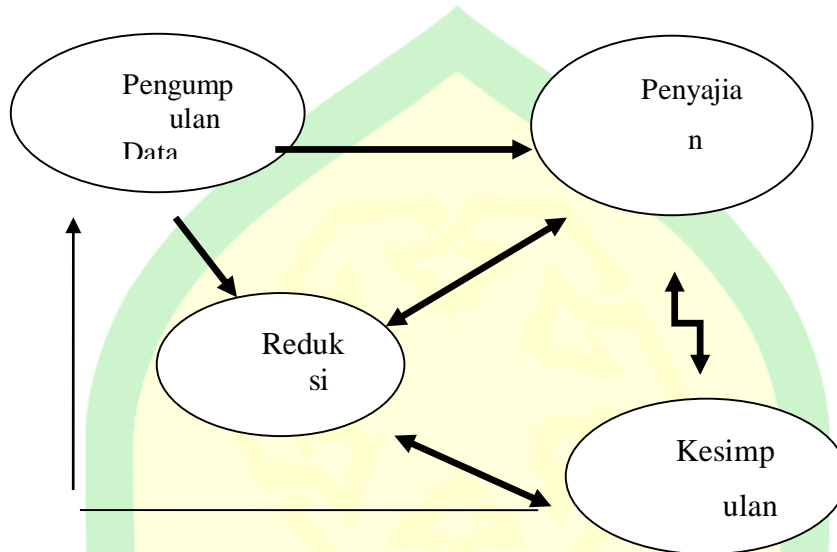 Pengump
ulan
Data
Penyajia
n
Reduk
si
Kesimp
ulan